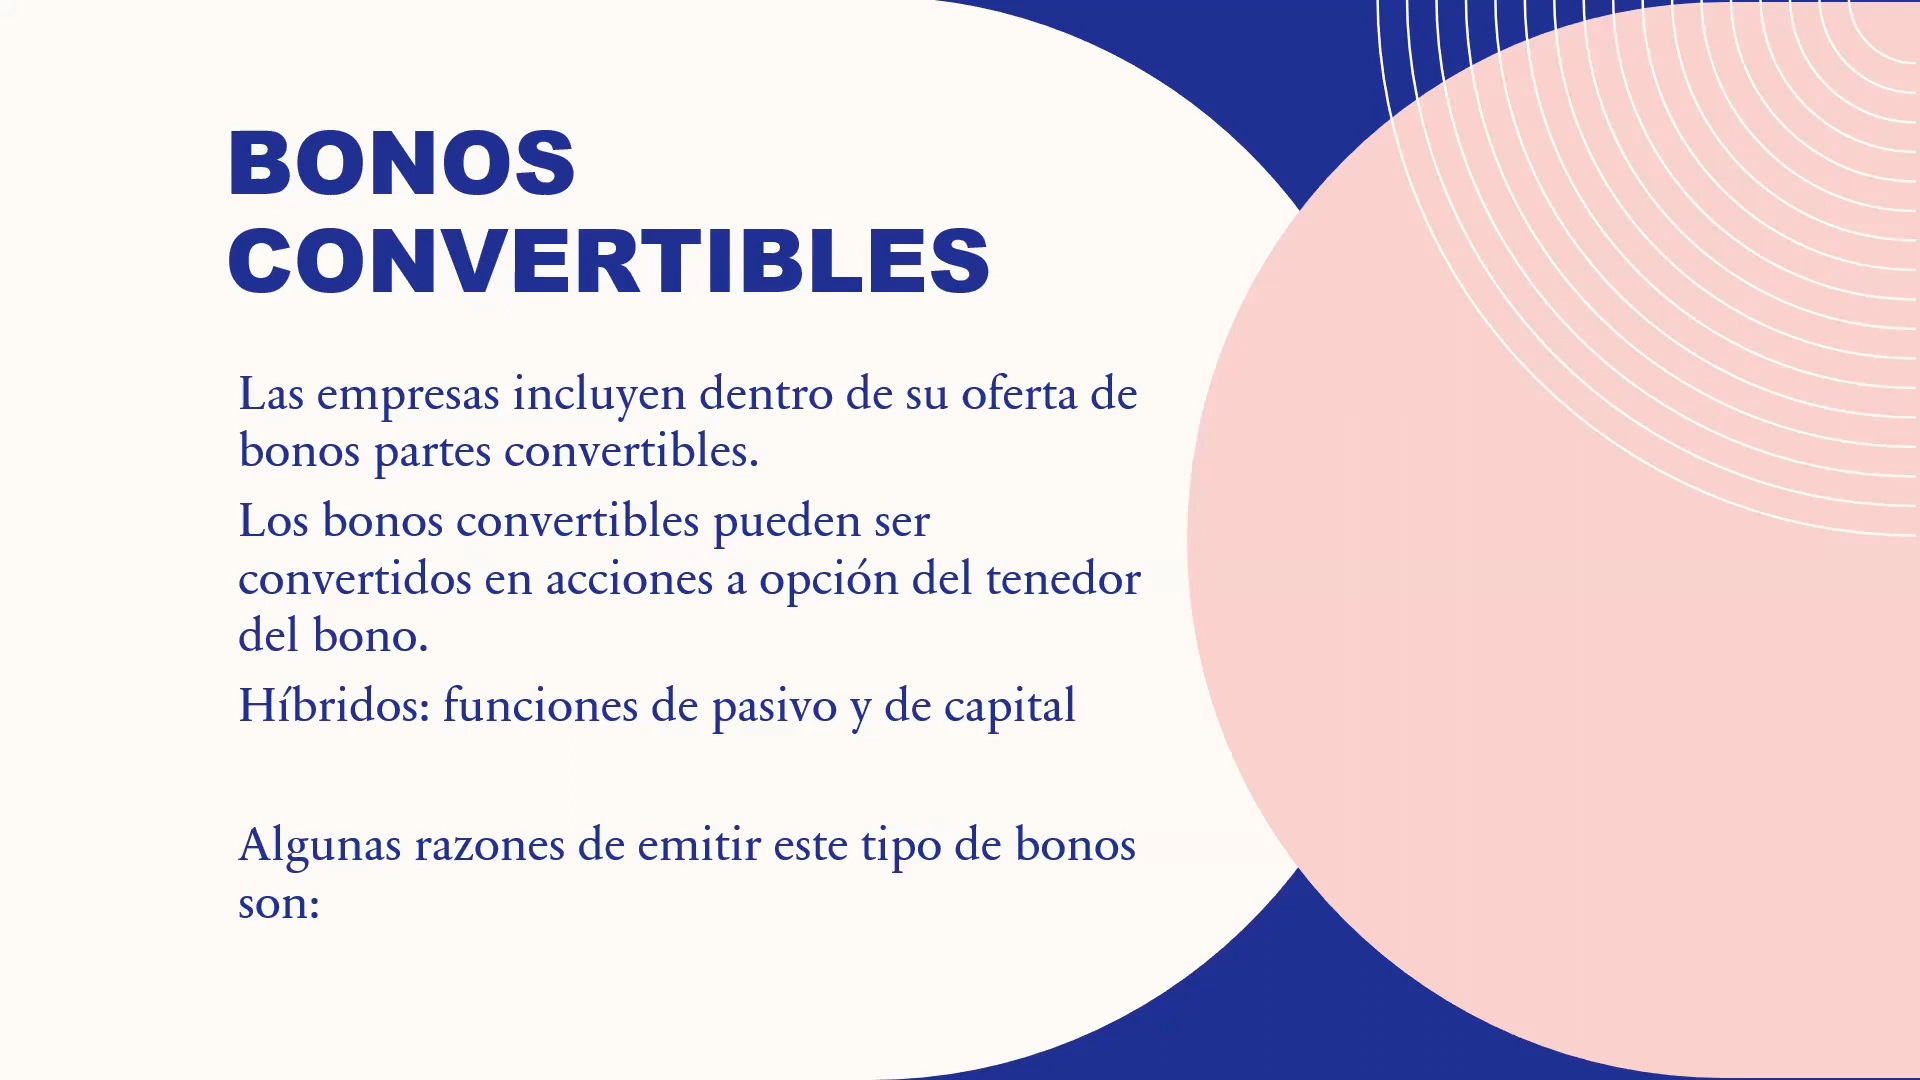 BONOS
CONVERTIBLES
Las empresas incluyen dentro de su oferta de
bonos partes convertibles.
Los bonos convertibles pueden ser
convertidos en acciones a opción del tenedor
del bono.
Híbridos: funciones de pasivo y de capital
Algunas razones de emitir este tipo de bonos
son: